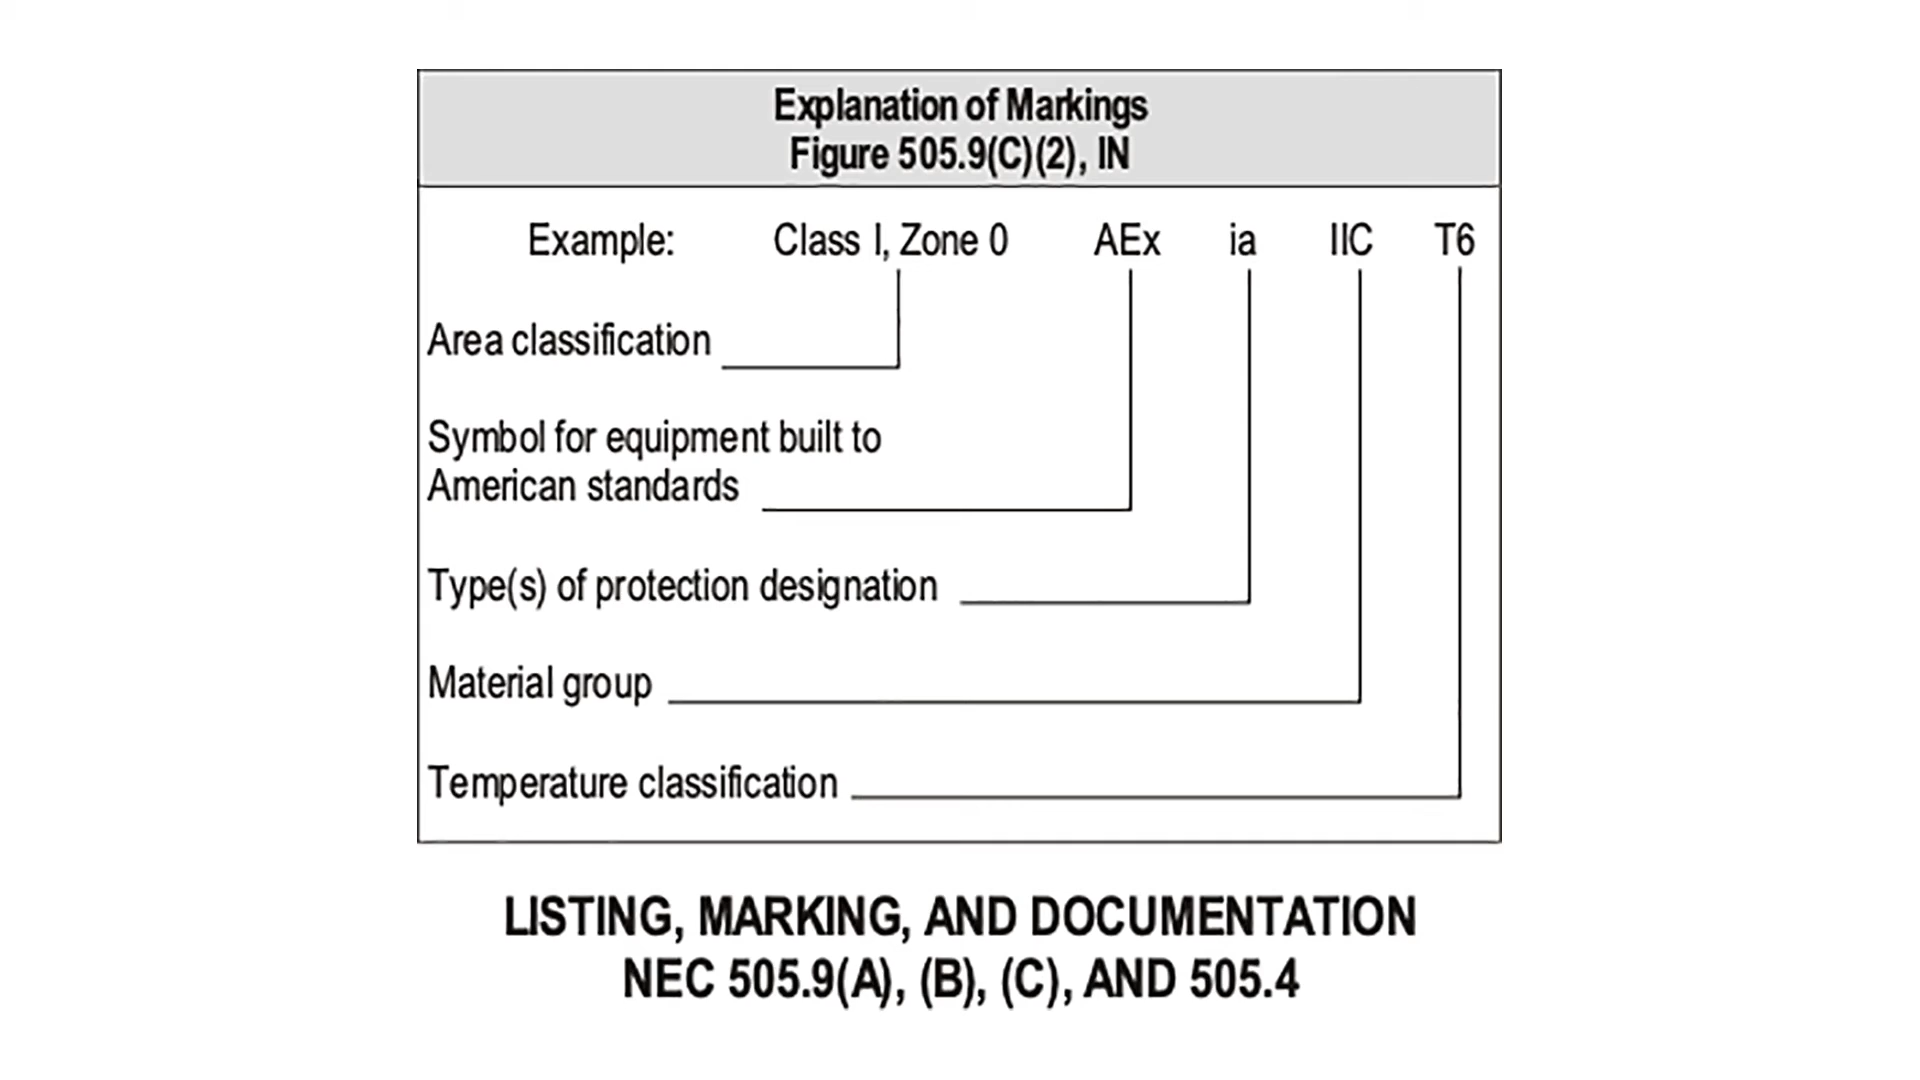 Explanation of Markings
Figure 505.9(C)(2), IN
Example: Class I, Zone 0 AEx ia IIC T6
Area classification
Symbol for equipment built to
American standards
Type(s) of protection designation
Material group
Temperature classification
LISTING, MARKING, AND DOCUMENTATION
NEC 505.9(A), (B), (C), AND 505.4